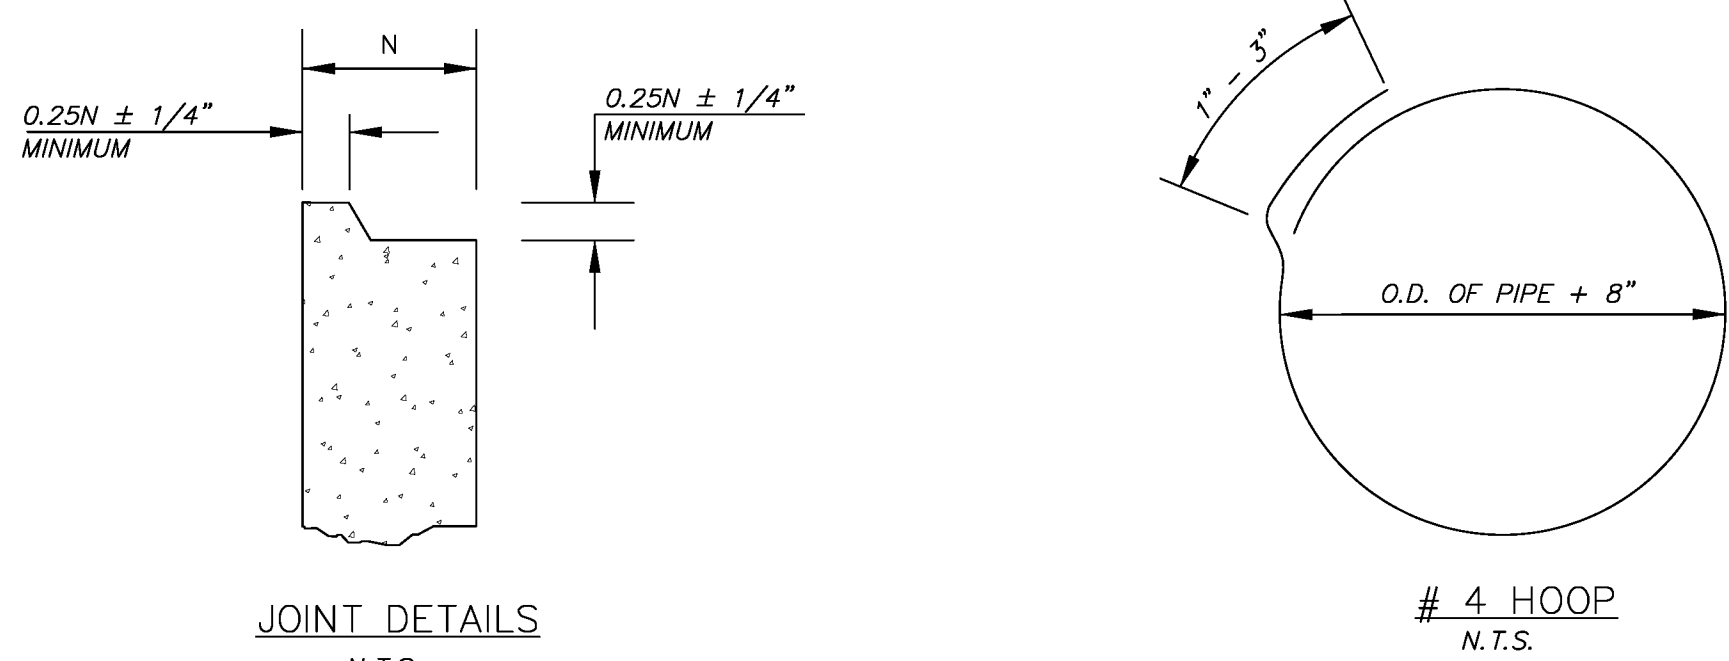 N
0.25N ± 1/4"
MINIMUM
0.25N ± 1/4"
MINIMUM
JOINT DETAILS
N.T.S.
1" - 3"
O.D. OF PIPE + 8"
# 4 HOOP
N.T.S.